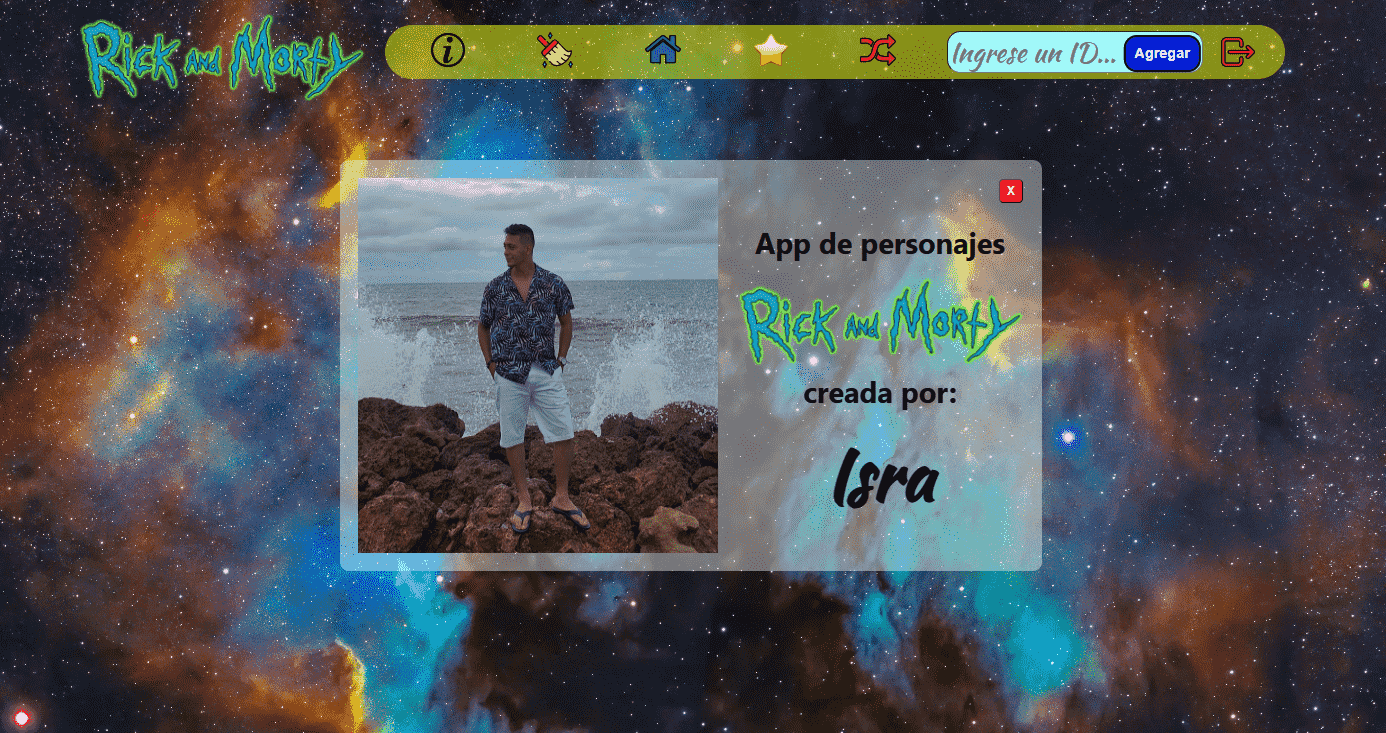 Rick and Morty
i
Ingrese un ID...
Agregar
X
App de personajes
Rick and Morty
creada por:
Isra